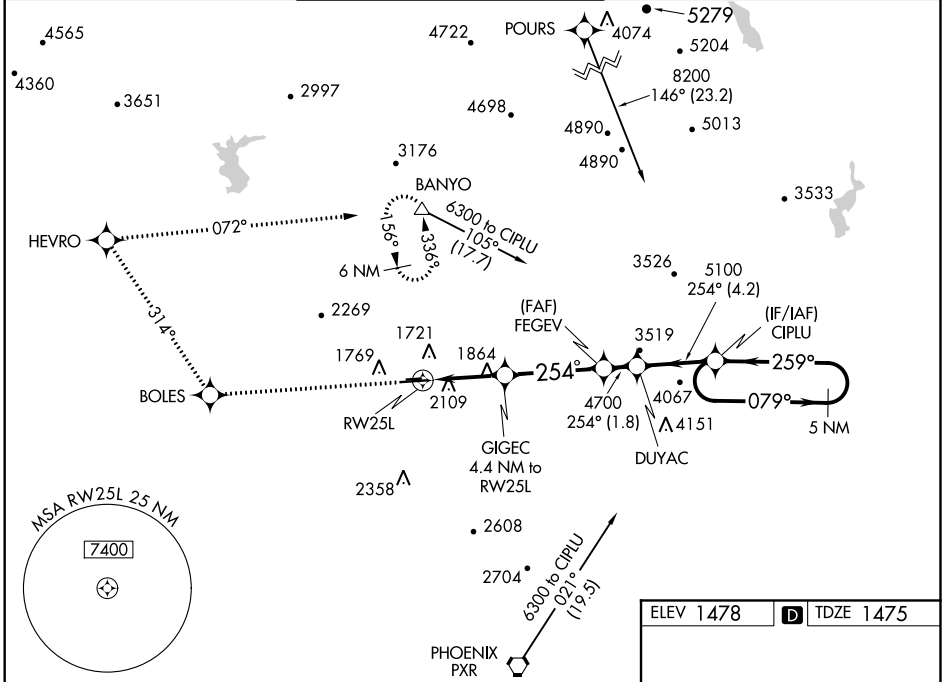 4565
4722
POURS
4074
5279
5204
4360
3651
2997
8200
146° (23.2)
4698
4890
5013
4890
3176
BANYO
3533
6300 to CIPLU
105°
(17.7)
072°
156°
336°
HEVRO
6 NM
3526
5100
254° (4.2)
314°
2269
(FAF)
FEGEV
(IF/IAF)
CIPLU
1721
3519
1769
1864
254°
259°
BOLES
2109
4700
254° (1.8)
4067
079°
RW25L
4151
5 NM
GIGEC
4.4 NM to
RW25L
DUYAC
2358
MSA RW25L 25 NM
7400
2608
2704
6300 to CIPLU
021°
(19.5)
ELEV 1478 D TDZE 1475
PHOENIX
PXR